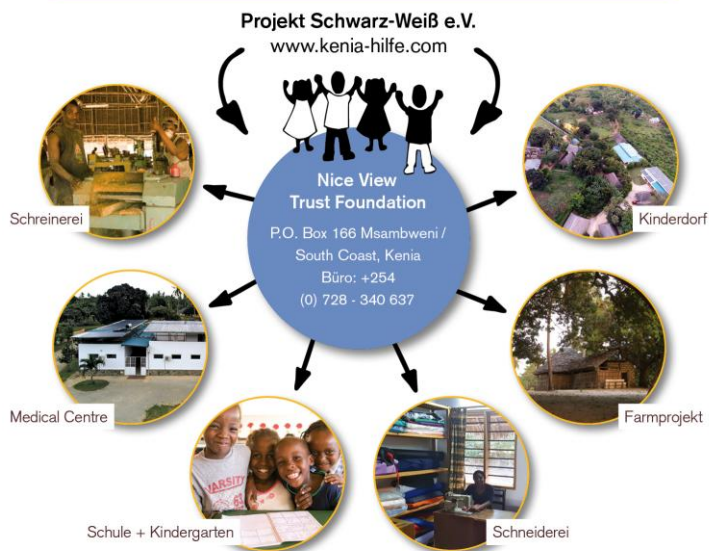 Projekt Schwarz-Weiß e.V.
www.kenia-hilfe.com
Nice View
Trust Foundation
P.O. Box 166 Msambweni /
South Coast, Kenia
Büro: +254
(0) 728 - 340 637
Schreinerei
Kinderdorf
Medical Centre
Farmprojekt
VARSITY
Schule + Kindergarten
Schneiderei